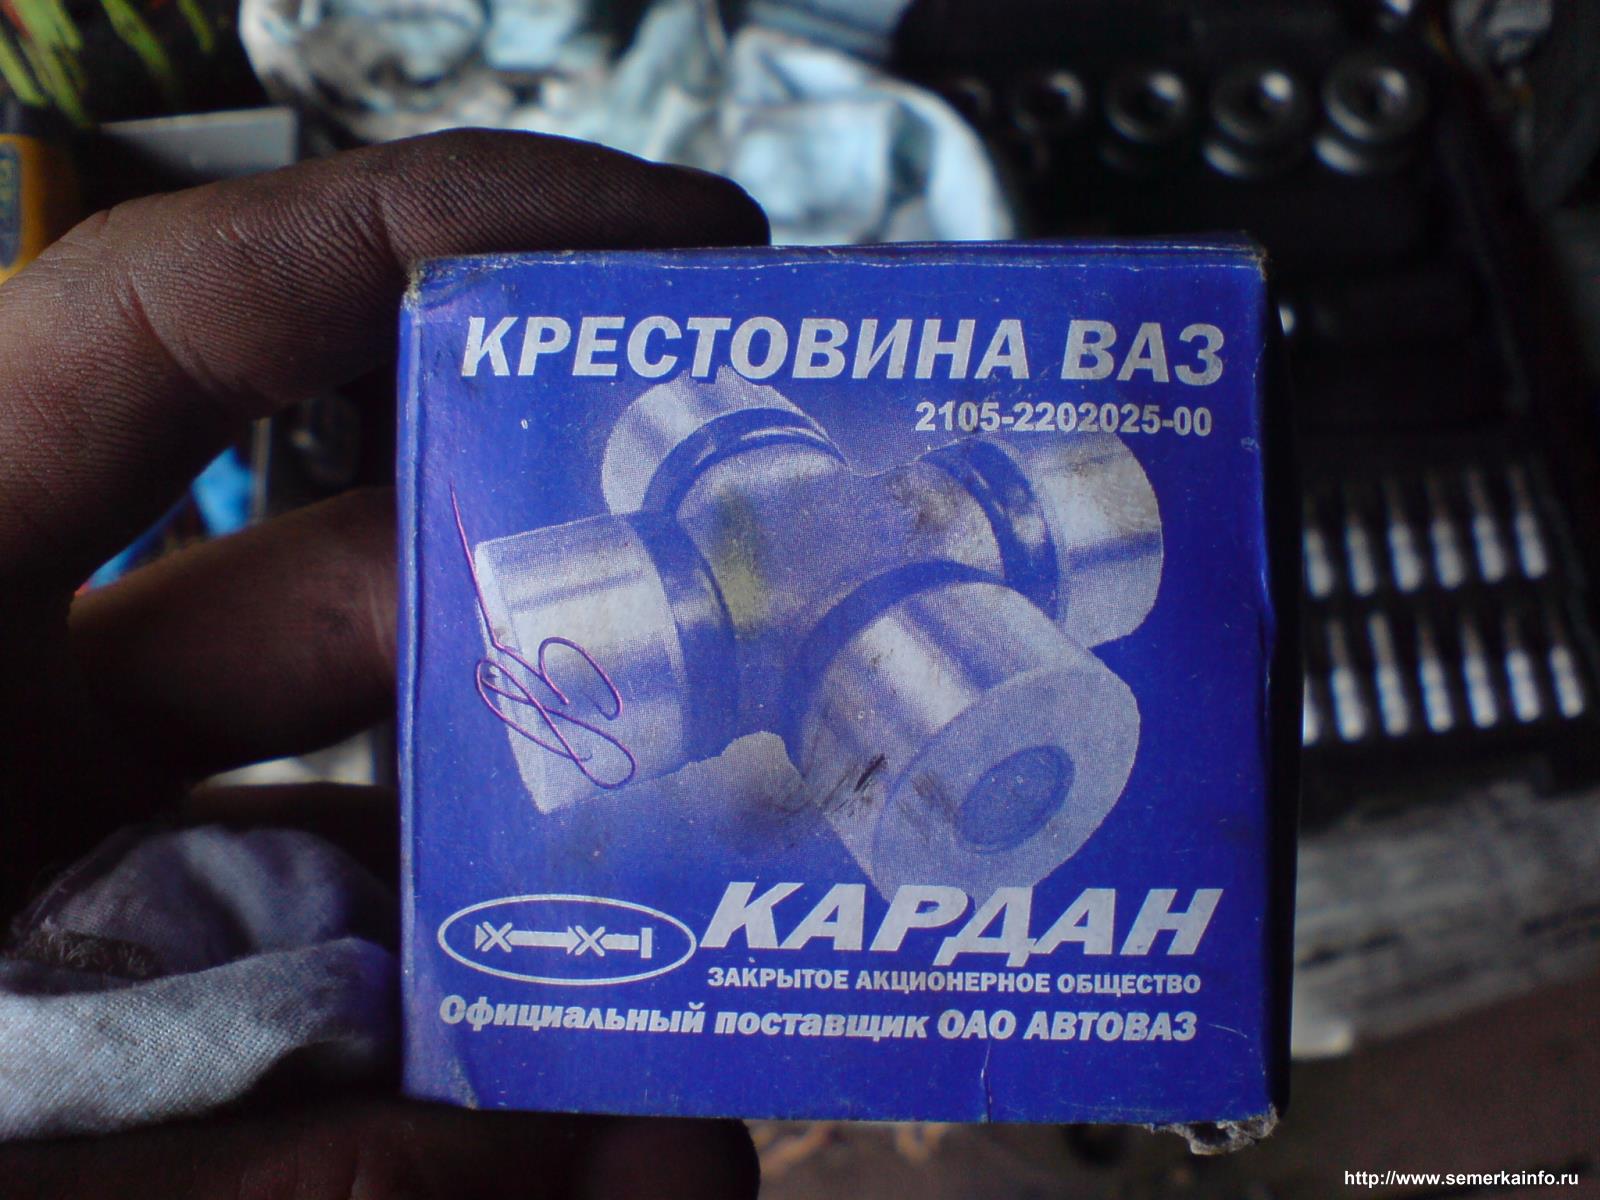 КРЕСТОВИНА ВАЗ
2105-2202025-00
КАРДАН
ЗАКРЫТОЕ АКЦИОНЕРНОЕ ОБЩЕСТВО
Официальный поставщик ОАО АВТОВАЗ
http://www.semerkainfo.ru